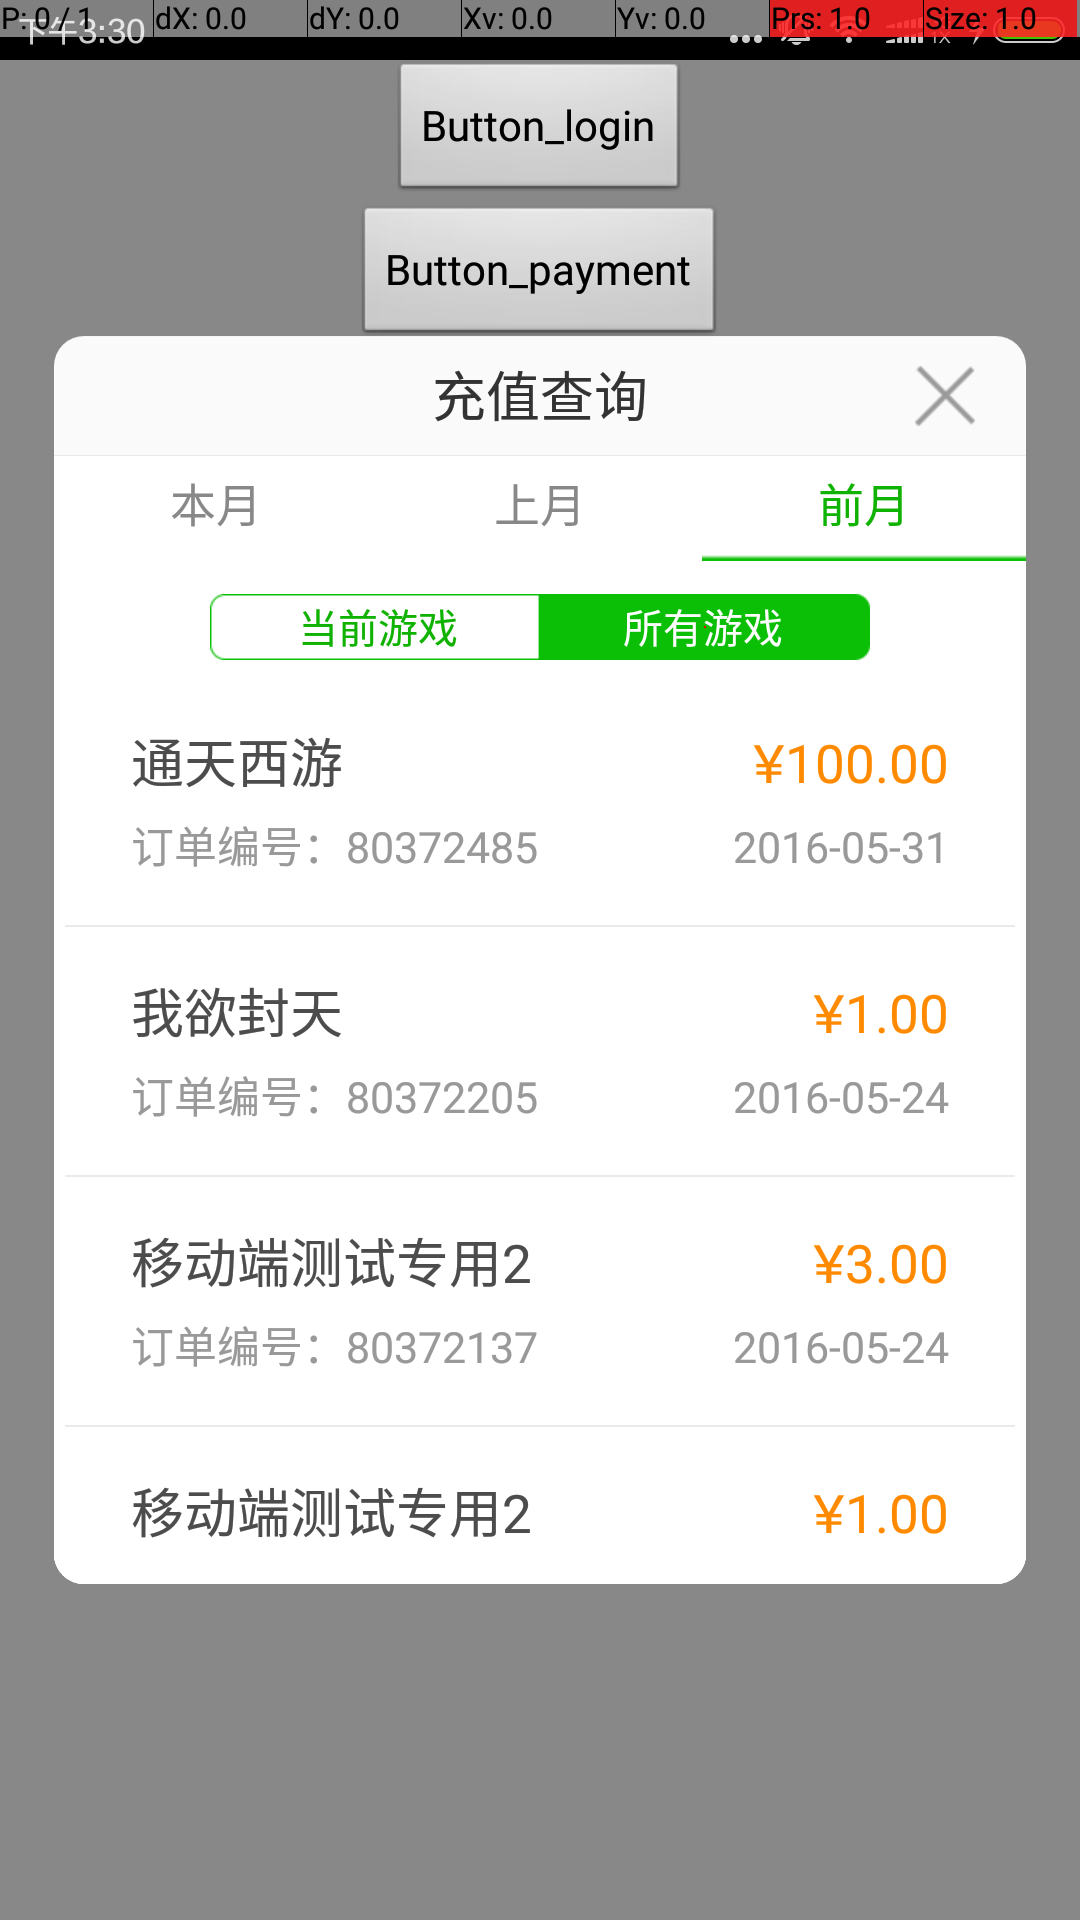 P: 0 / 1 dX: 0.0 dY: 0.0 Xv: 0.0 Yv: 0.0 Prs: 1.0 Size: 1.0
下午3:30 1X
Button_login
Button_payment
充值查询
本月 上月 前月
当前游戏 所有游戏
通天西游 ¥100.00
订单编号：80372485 2016-05-31
我欲封天 ¥1.00
订单编号：80372205 2016-05-24
移动端测试专用2 ¥3.00
订单编号：80372137 2016-05-24
移动端测试专用2 ¥1.00